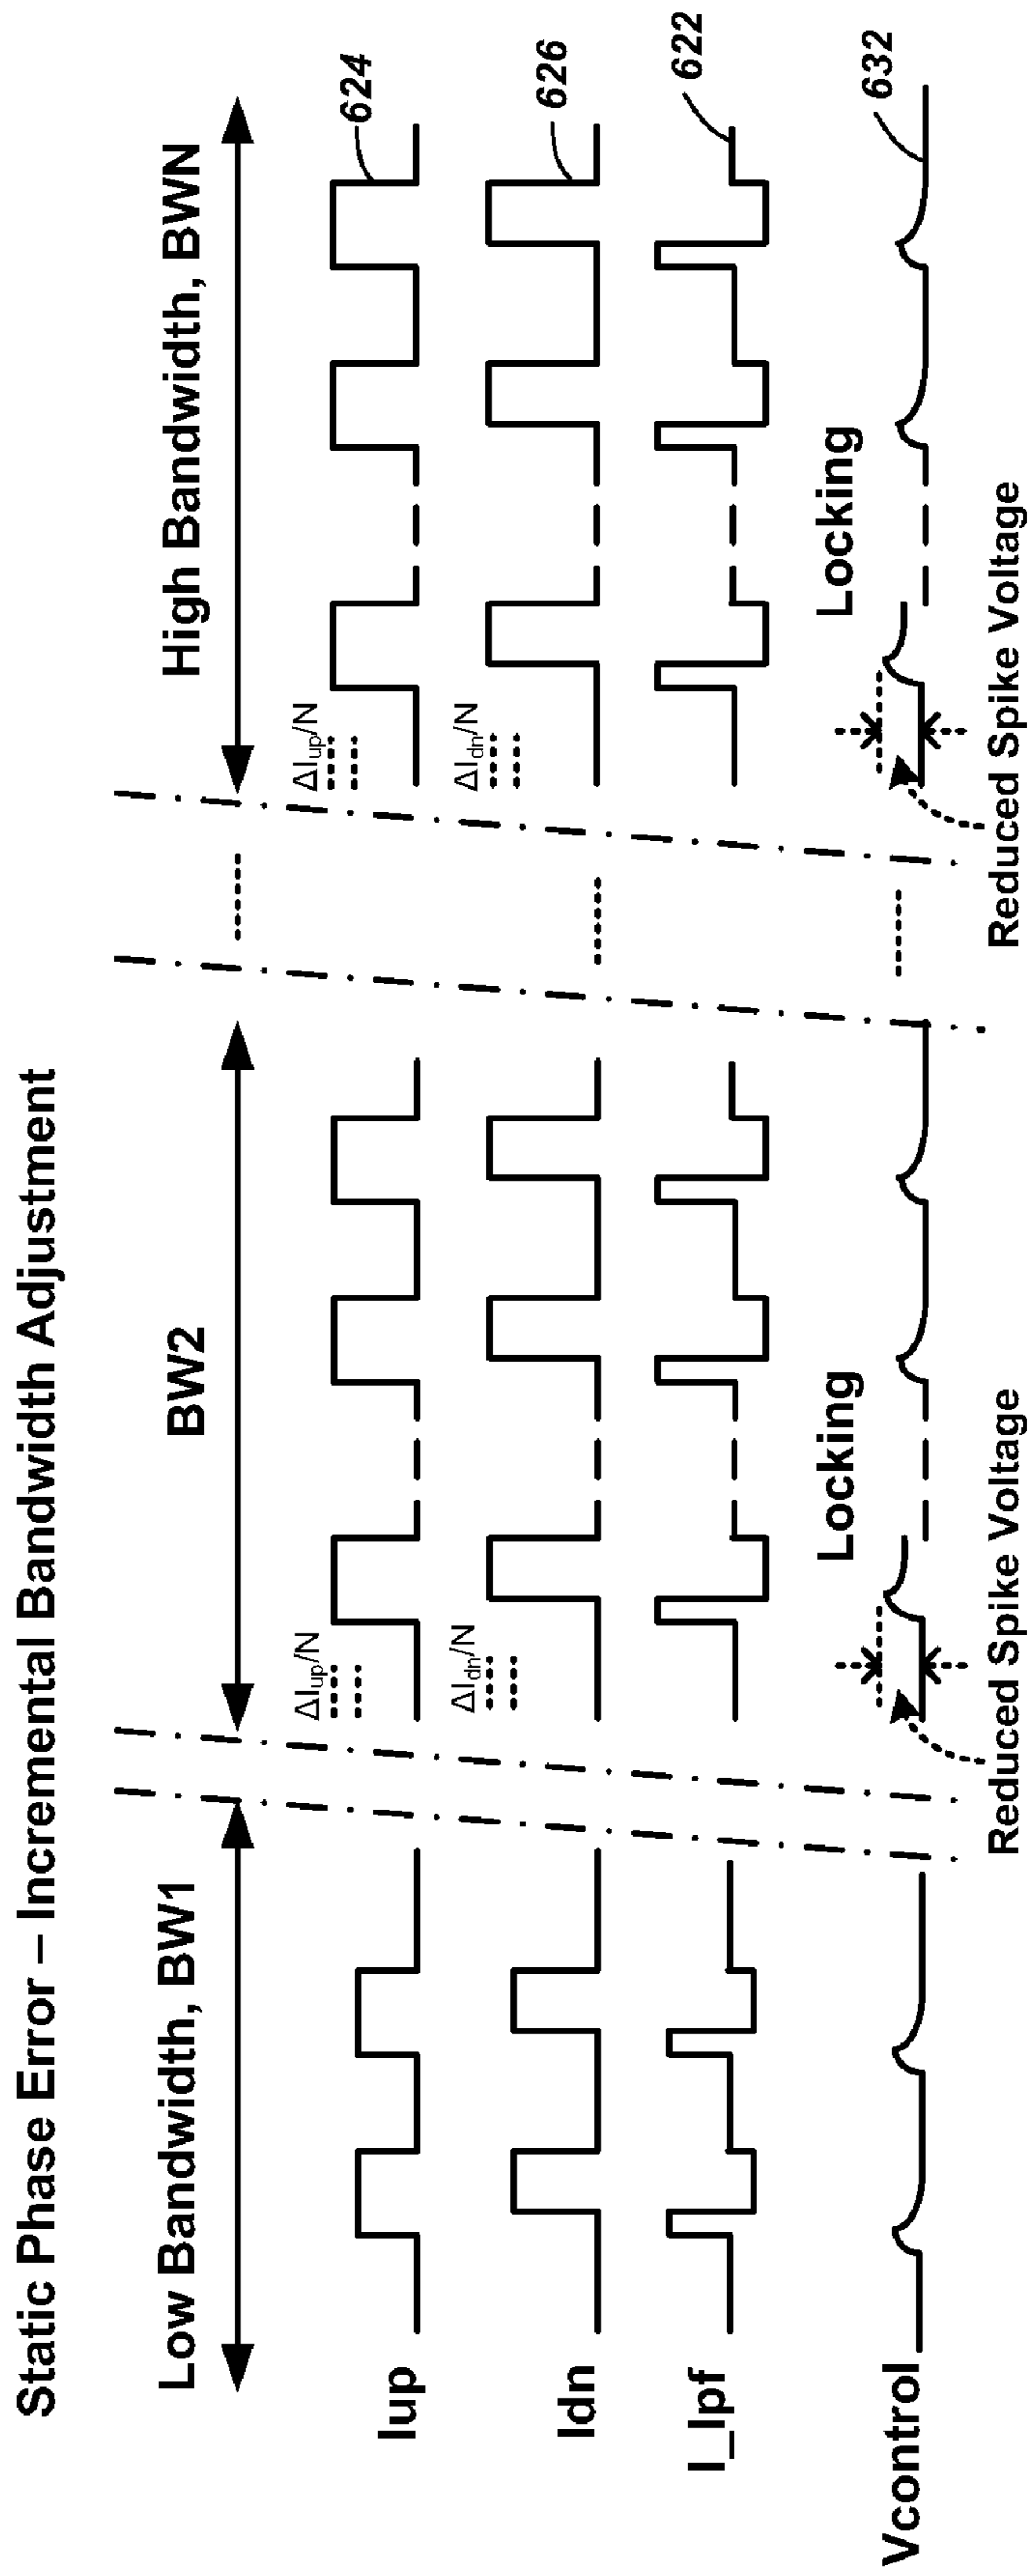 Static Phase Error – Incremental Bandwidth Adjustment
Low Bandwidth, BW1
BW2
High Bandwidth, BWN
Iup
ΔIup/N
ΔIup/N
624
Idn
ΔIdn/N
ΔIdn/N
626
I_lpf
622
Vcontrol
Locking
Locking
632
Reduced Spike Voltage
Reduced Spike Voltage